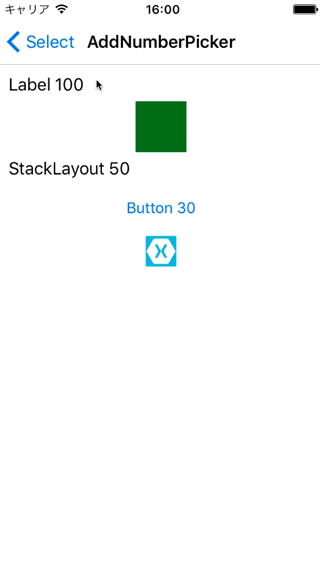 キャリア 16:00
Select AddNumberPicker
Label 100
StackLayout 50
Button 30
X